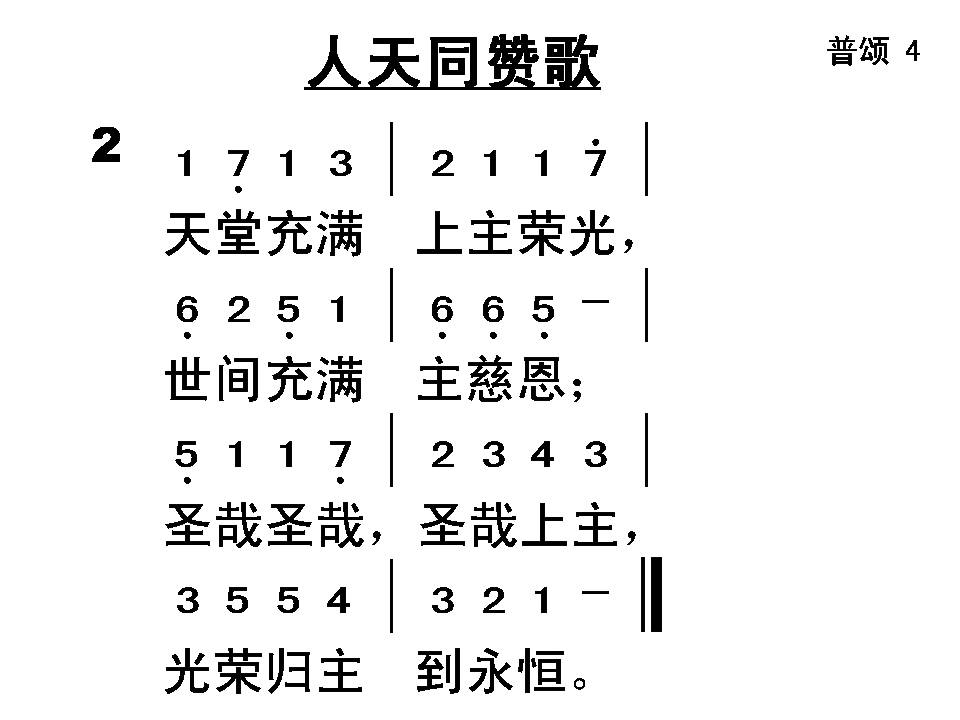 人天同赞歌
普颂 4
2
1 7̣ 1 3 | 2 1 1 7̇ |
天堂充满 上主荣光，
6̣ 2 5̣ 1 | 6̣ 6̣ 5̣ － |
世间充满 主慈恩；
5̣ 1 1 7̣ | 2 3 4 3 |
圣哉圣哉，圣哉上主，
3 5 5 4 | 3 2 1 － ‖
光荣归主 到永恒。